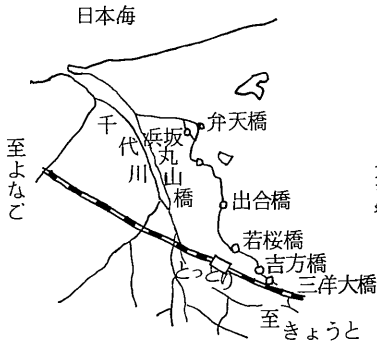 日本海
千代川
浜坂
丸山橋
弁天橋
至よなご
出合橋
若桜橋
吉方橋
三洋大橋
とっとり
至きょうと